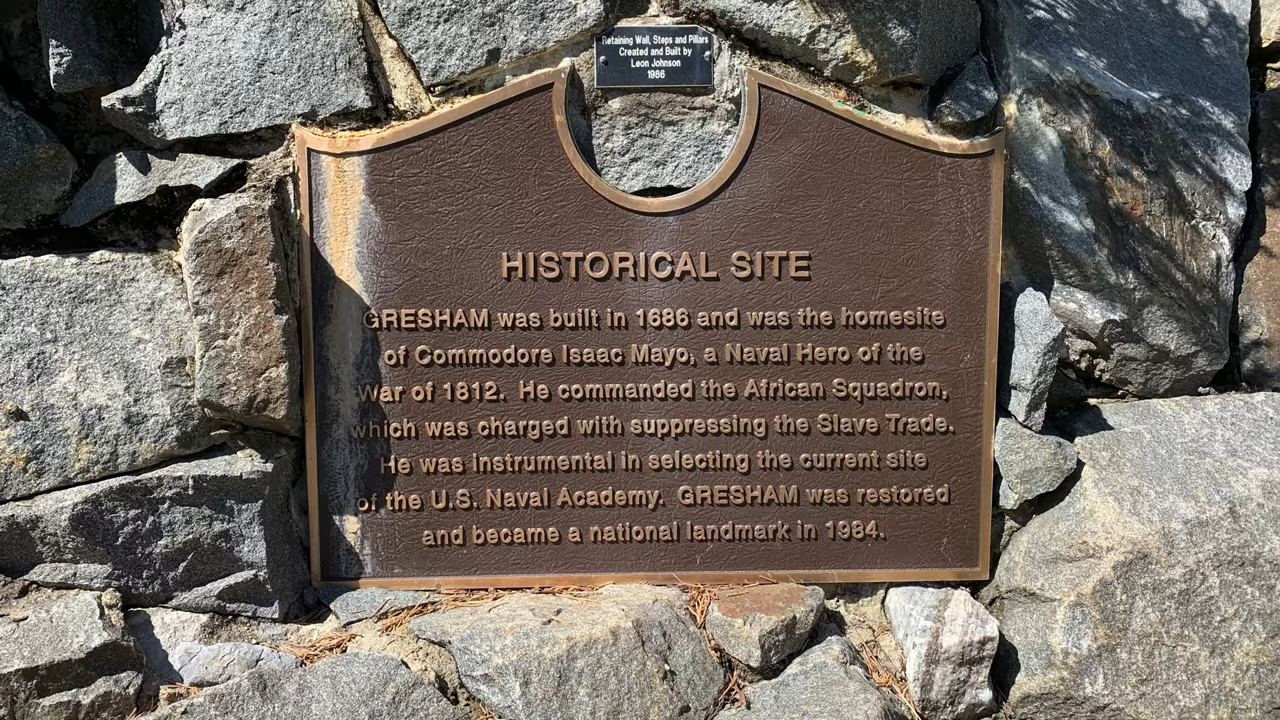 Retaining Wall, Steps and Pillars
Created and Built by
Leon Johnson
1986
HISTORICAL SITE
GRESHAM was built in 1686 and was the homesite
of Commodore Isaac Mayo, a Naval Hero of the
War of 1812. He commanded the African Squadron,
which was charged with suppressing the Slave Trade.
He was instrumental in selecting the current site
of the U.S. Naval Academy. GRESHAM was restored
and became a national landmark in 1984.